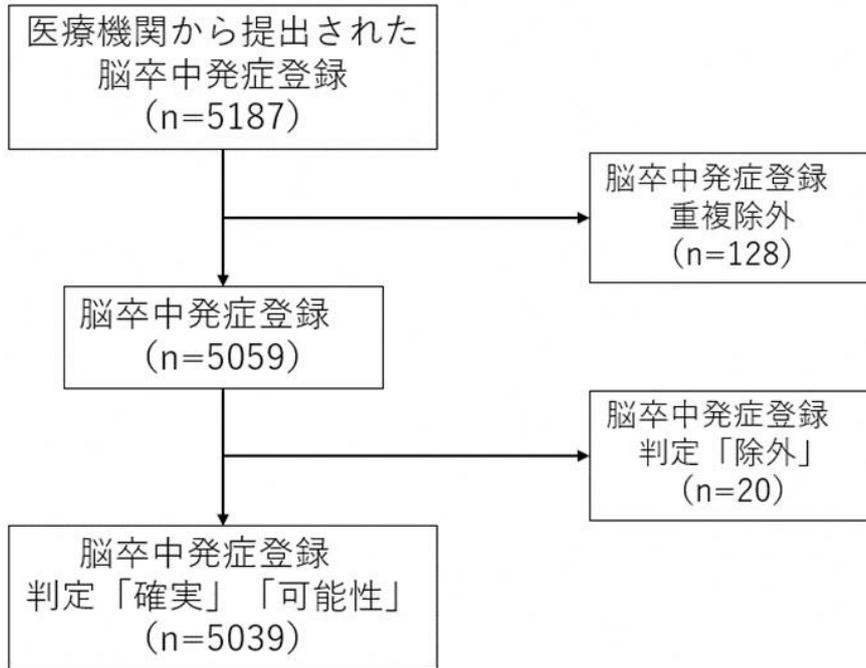 医療機関から提出された
脳卒中発症登録
(n=5187)
脳卒中発症登録
重複除外
(n=128)
脳卒中発症登録
(n=5059)
脳卒中発症登録
判定「除外」
(n=20)
脳卒中発症登録
判定「確実」「可能性」
(n=5039)